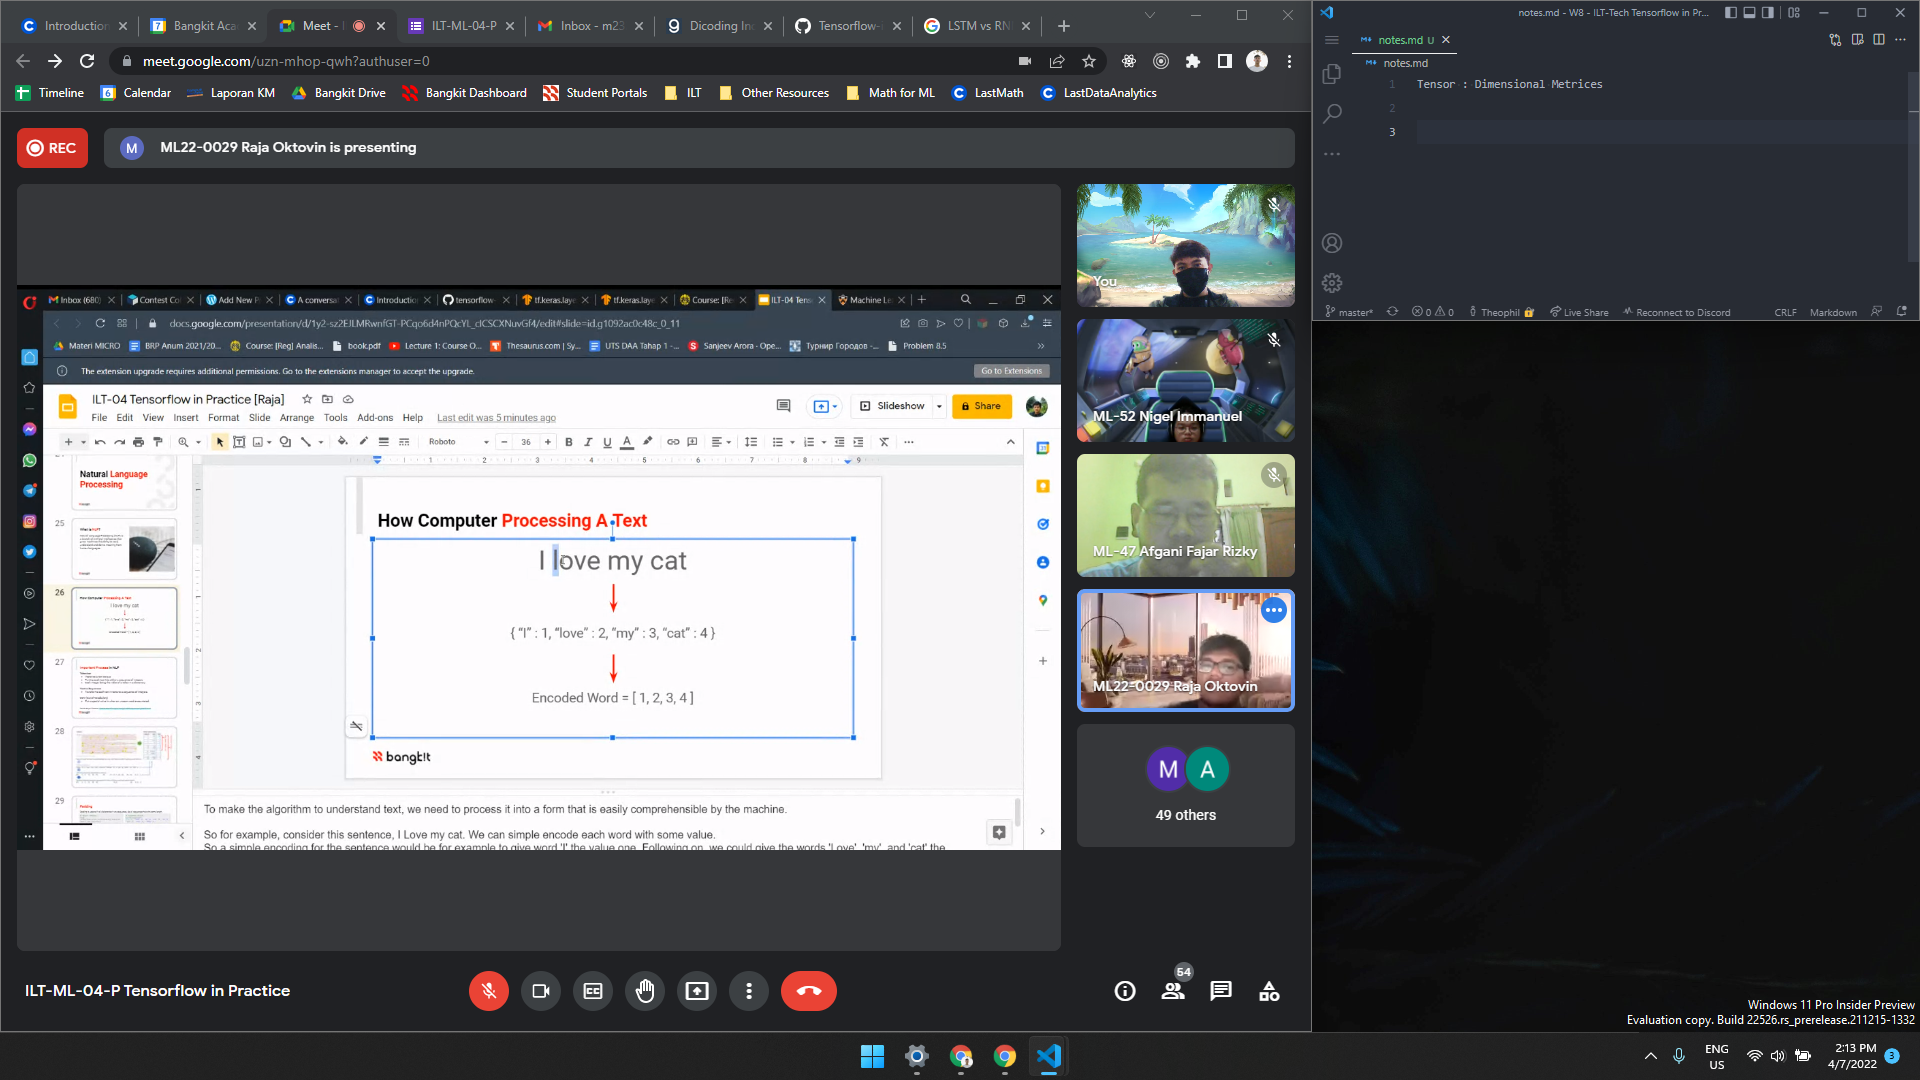 Introduction
Bangkit Aca
Meet -
ILT-ML-04-P
Inbox - m23
Dicoding In
Tensorflow-
LSTM vs RN
meet.google.com/uzn-mhop-qwh?authuser=0
Timeline
Calendar
Laporan KM
Bangkit Drive
Bangkit Dashboard
Student Portals
ILT
Other Resources
Math for ML
LastMath
LastDataAnalytics
REC
M
ML22-0029 Raja Oktovin is presenting
Inbox (680)
Contest Co
Add New P
A conversat
Introduction
tensorflow-
tf.keras.laye
tf.keras.laye
Course: [Re
ILT-04 Tens
Machine Le
docs.google.com/presentation/d/1y2-sz2EJLMRwnfGT-PCqo6d4nPQcYL_cICSCXNuvGf4/edit#slide=id.g1092ac0c48c_0_11
Materi MICRO
BRP Anum 2021/20...
Course: [Reg] Analis...
book.pdf
Lecture 1: Course O...
Thesaurus.com | Sy...
UTS DAA Tahap 1 -...
Sanjeev Arora - Ope...
Турнир Городов -...
Problem 8.5
The extension upgrade requires additional permissions. Go to the extensions manager to accept the upgrade.
Go to Extensions
ILT-04 Tensorflow in Practice [Raja]
File Edit View Insert Format Slide Arrange Tools Add-ons Help
Last edit was 5 minutes ago
Slideshow
Share
Roboto
36
Natural Language
Processing
25
26
27
28
29
How Computer Processing A Text
I love my cat
{ “I” : 1, “love” : 2, “my” : 3, “cat” : 4 }
Encoded Word = [ 1, 2, 3, 4 ]
bangkit
To make the algorithm to understand text, we need to process it into a form that is easily comprehensible by the machine.
So for example, consider this sentence, I Love my cat. We can simple encode each word with some value.
So a simple encoding for the sentence would be for example to give word 'I' the value one. Following on, we could give the words 'Love', 'my', and 'cat' the
You
ML-52 Nigel Immanuel
ML-47 Afgani Fajar Rizky
ML22-0029 Raja Oktovin
M A
49 others
ILT-ML-04-P Tensorflow in Practice
54
notes.md - W8 - ILT-Tech Tensorflow in Pr...
notes.md U
notes.md
1 Tensor : Dimensional Metrices
2
3
master*
0 0
Theophil
Live Share
Reconnect to Discord
CRLF
Markdown
Windows 11 Pro Insider Preview
Evaluation copy. Build 22526.rs_prerelease.211215-1332
ENG
US
2:13 PM
4/7/2022
3